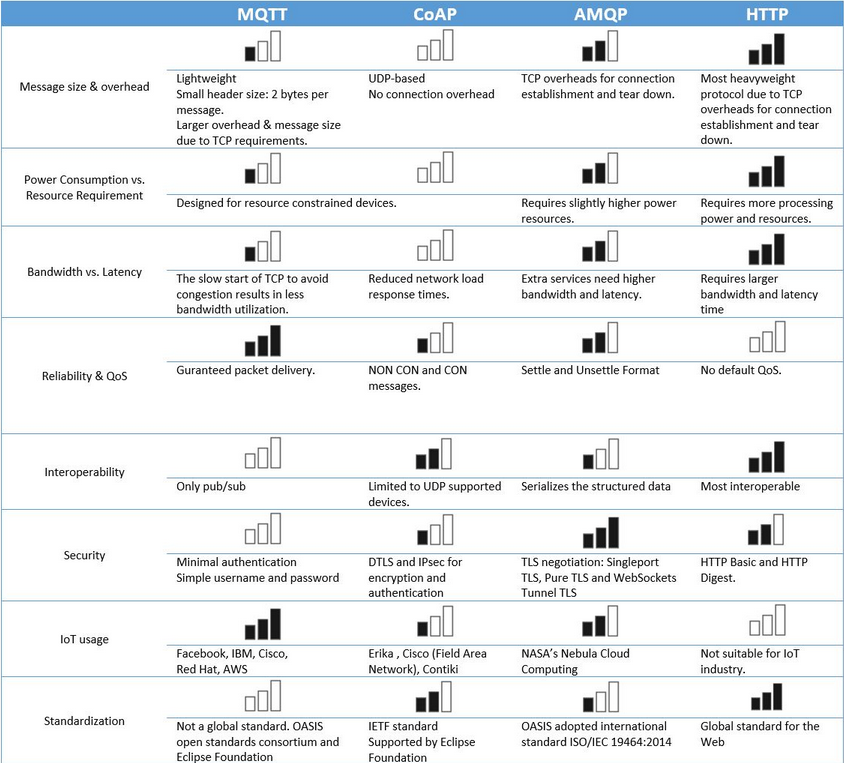 MQTT CoAP AMQP HTTP
Message size & overhead
Lightweight
Small header size: 2 bytes per
message.
Larger overhead & message size
due to TCP requirements.
UDP-based
No connection overhead
TCP overheads for connection
establishment and tear down.
Most heavyweight
protocol due to TCP
overheads for connection
establishment and tear
down.
Power Consumption vs.
Resource Requirement
Designed for resource constrained devices.
Requires slightly higher power
resources.
Requires more processing
power and resources.
Bandwidth vs. Latency
The slow start of TCP to avoid
congestion results in less
bandwidth utilization.
Reduced network load
response times.
Extra services need higher
bandwidth and latency.
Requires larger
bandwidth and latency
time
Reliability & QoS
Guranteed packet delivery.
NON CON and CON
messages.
Settle and Unsettle Format
No default QoS.
Interoperability
Only pub/sub
Limited to UDP supported
devices.
Serializes the structured data
Most interoperable
Security
Minimal authentication
Simple username and password
DTLS and IPsec for
encryption and
authentication
TLS negotiation: Singleport
TLS, Pure TLS and WebSockets
Tunnel TLS
HTTP Basic and HTTP
Digest.
IoT usage
Facebook, IBM, Cisco,
Red Hat, AWS
Erika , Cisco (Field Area
Network), Contiki
NASA’s Nebula Cloud
Computing
Not suitable for IoT
industry.
Standardization
Not a global standard. OASIS
open standards consortium and
Eclipse Foundation
IETF standard
Supported by Eclipse
Foundation
OASIS adopted international
standard ISO/IEC 19464:2014
Global standard for the
Web